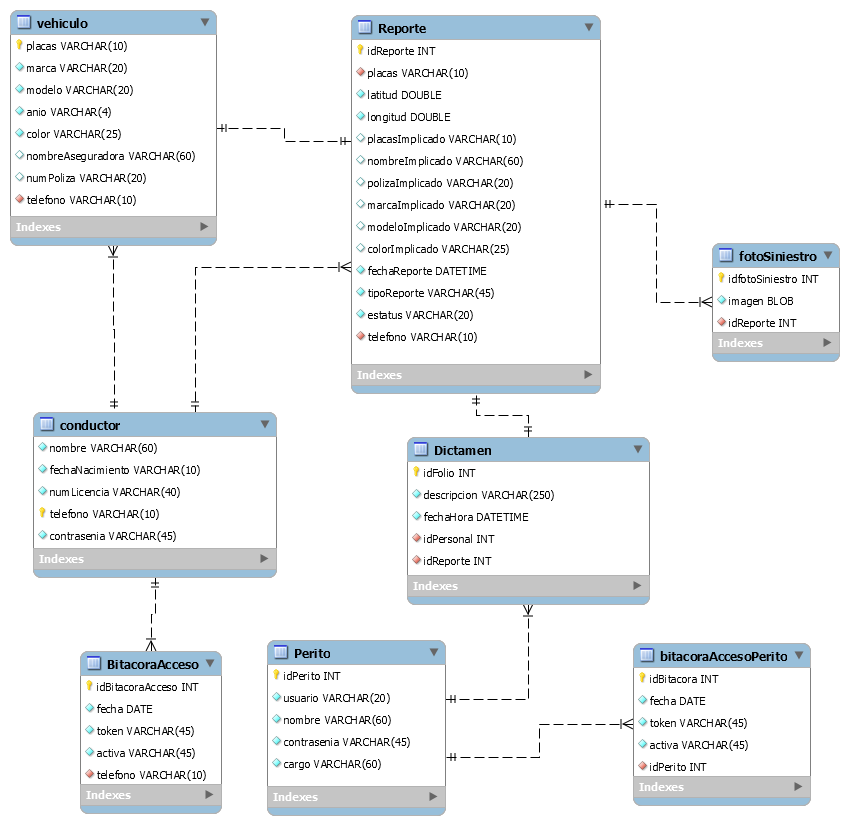 vehiculo
placas VARCHAR(10)
marca VARCHAR(20)
modelo VARCHAR(20)
anio VARCHAR(4)
color VARCHAR(25)
nombreAseguradora VARCHAR(60)
numPoliza VARCHAR(20)
telefono VARCHAR(10)
Indexes
Reporte
idReporte INT
placas VARCHAR(10)
latitud DOUBLE
longitud DOUBLE
placasImplicado VARCHAR(10)
nombreImplicado VARCHAR(60)
polizaImplicado VARCHAR(20)
marcaImplicado VARCHAR(20)
modeloImplicado VARCHAR(20)
colorImplicado VARCHAR(25)
fechaReporte DATETIME
tipoReporte VARCHAR(45)
estatus VARCHAR(20)
telefono VARCHAR(10)
Indexes
fotoSiniestro
idfotoSiniestro INT
imagen BLOB
idReporte INT
Indexes
conductor
nombre VARCHAR(60)
fechaNacimiento VARCHAR(10)
numLicencia VARCHAR(40)
telefono VARCHAR(10)
contrasenia VARCHAR(45)
Indexes
Dictamen
idFolio INT
descripcion VARCHAR(250)
fechaHora DATETIME
idPersonal INT
idReporte INT
Indexes
BitacoraAcceso
idBitacoraAcceso INT
fecha DATE
token VARCHAR(45)
activa VARCHAR(45)
telefono VARCHAR(10)
Indexes
Perito
idPerito INT
usuario VARCHAR(20)
nombre VARCHAR(60)
contrasenia VARCHAR(45)
cargo VARCHAR(60)
Indexes
bitacoraAccesoPerito
idBitacora INT
fecha DATE
token VARCHAR(45)
activa VARCHAR(45)
idPerito INT
Indexes